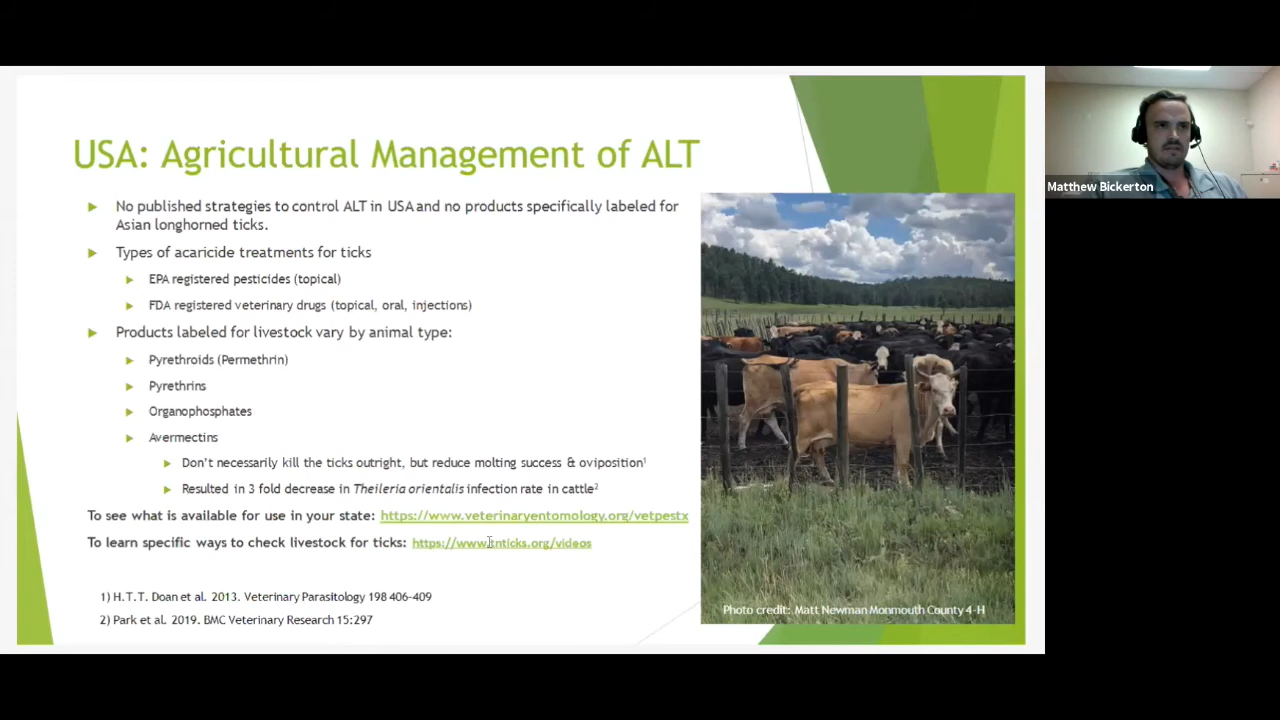 USA: Agricultural Management of ALT
No published strategies to control ALT in USA and no products specifically labeled for
Asian longhorned ticks.
Types of acaricide treatments for ticks
EPA registered pesticides (topical)
FDA registered veterinary drugs (topical, oral, injections)
Products labeled for livestock vary by animal type:
Pyrethroids (Permethrin)
Pyrethrins
Organophosphates
Avermectins
Don't necessarily kill the ticks outright, but reduce molting success & oviposition¹
Resulted in 3 fold decrease in Theileria orientalis infection rate in cattle²
To see what is available for use in your state: https://www.veterinaryentomology.org/vetpestx
To learn specific ways to check livestock for ticks: https://www.tnticks.org/videos
1) H.T.T. Doan et al. 2013. Veterinary Parasitology 198 406-409
2) Park et al. 2019. BMC Veterinary Research 15:297
Photo credit: Matt Newman Monmouth County 4-H
Matthew Bickerton